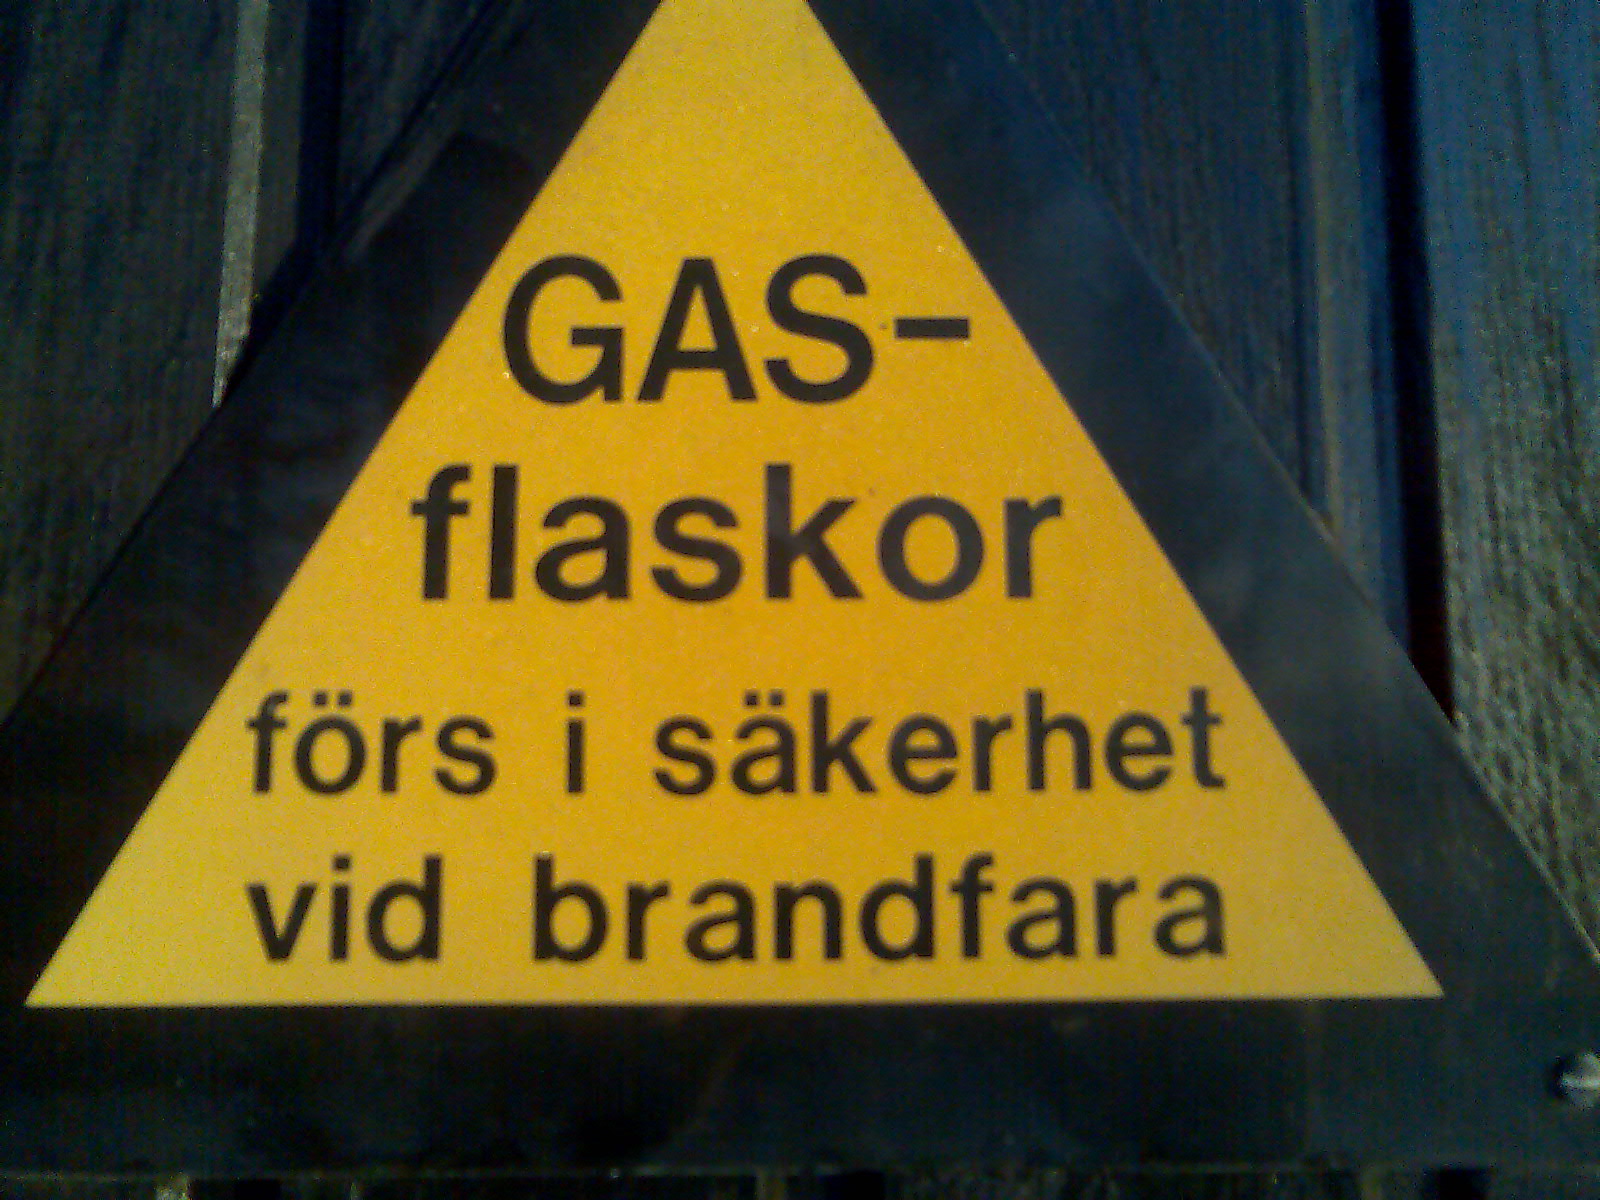 GAS-
flaskor
förs i säkerhet
vid brandfara